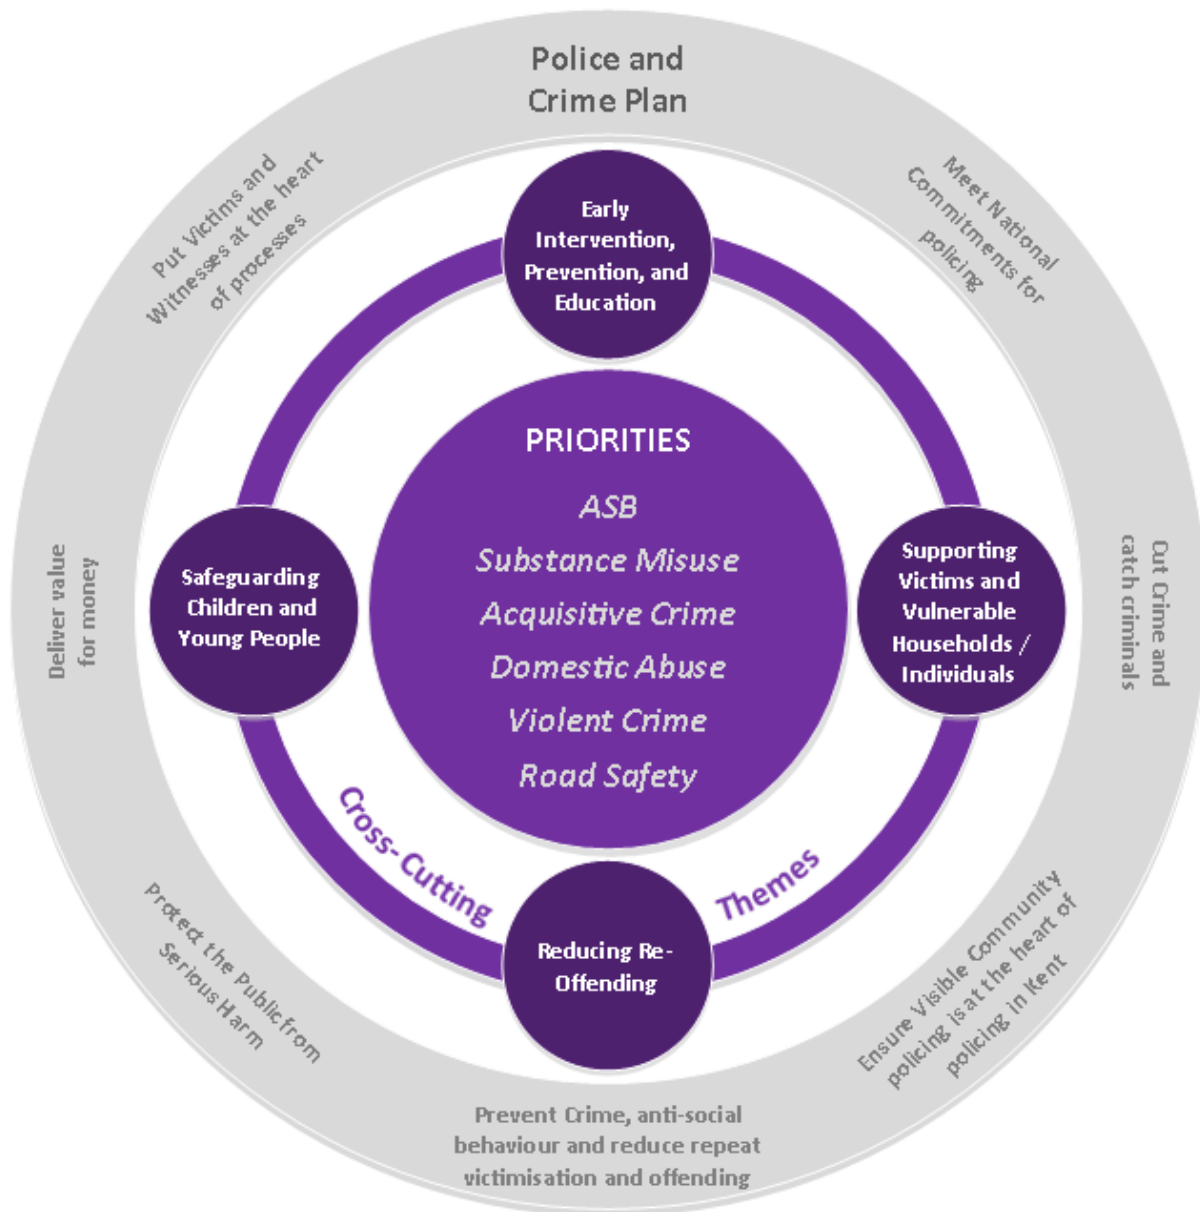 Police and
Crime Plan
Put Victims and
Witnesses at the heart
of processes
Meet National
Commitments for
policing
Early
Intervention,
Prevention, and
Education
PRIORITIES
ASB
Substance Misuse
Acquisitive Crime
Domestic Abuse
Violent Crime
Road Safety
Deliver value
for money
Safeguarding
Children and
Young People
Supporting
Victims and
Vulnerable
Households /
Individuals
Cut Crime and
catch criminals
Cross-Cutting
Themes
Reducing Re-
Offending
Protect the Public from
Serious Harm
Ensure Visible Community
policing is at the heart of
policing in Kent
Prevent Crime, anti-social
behaviour and reduce repeat
victimisation and offending